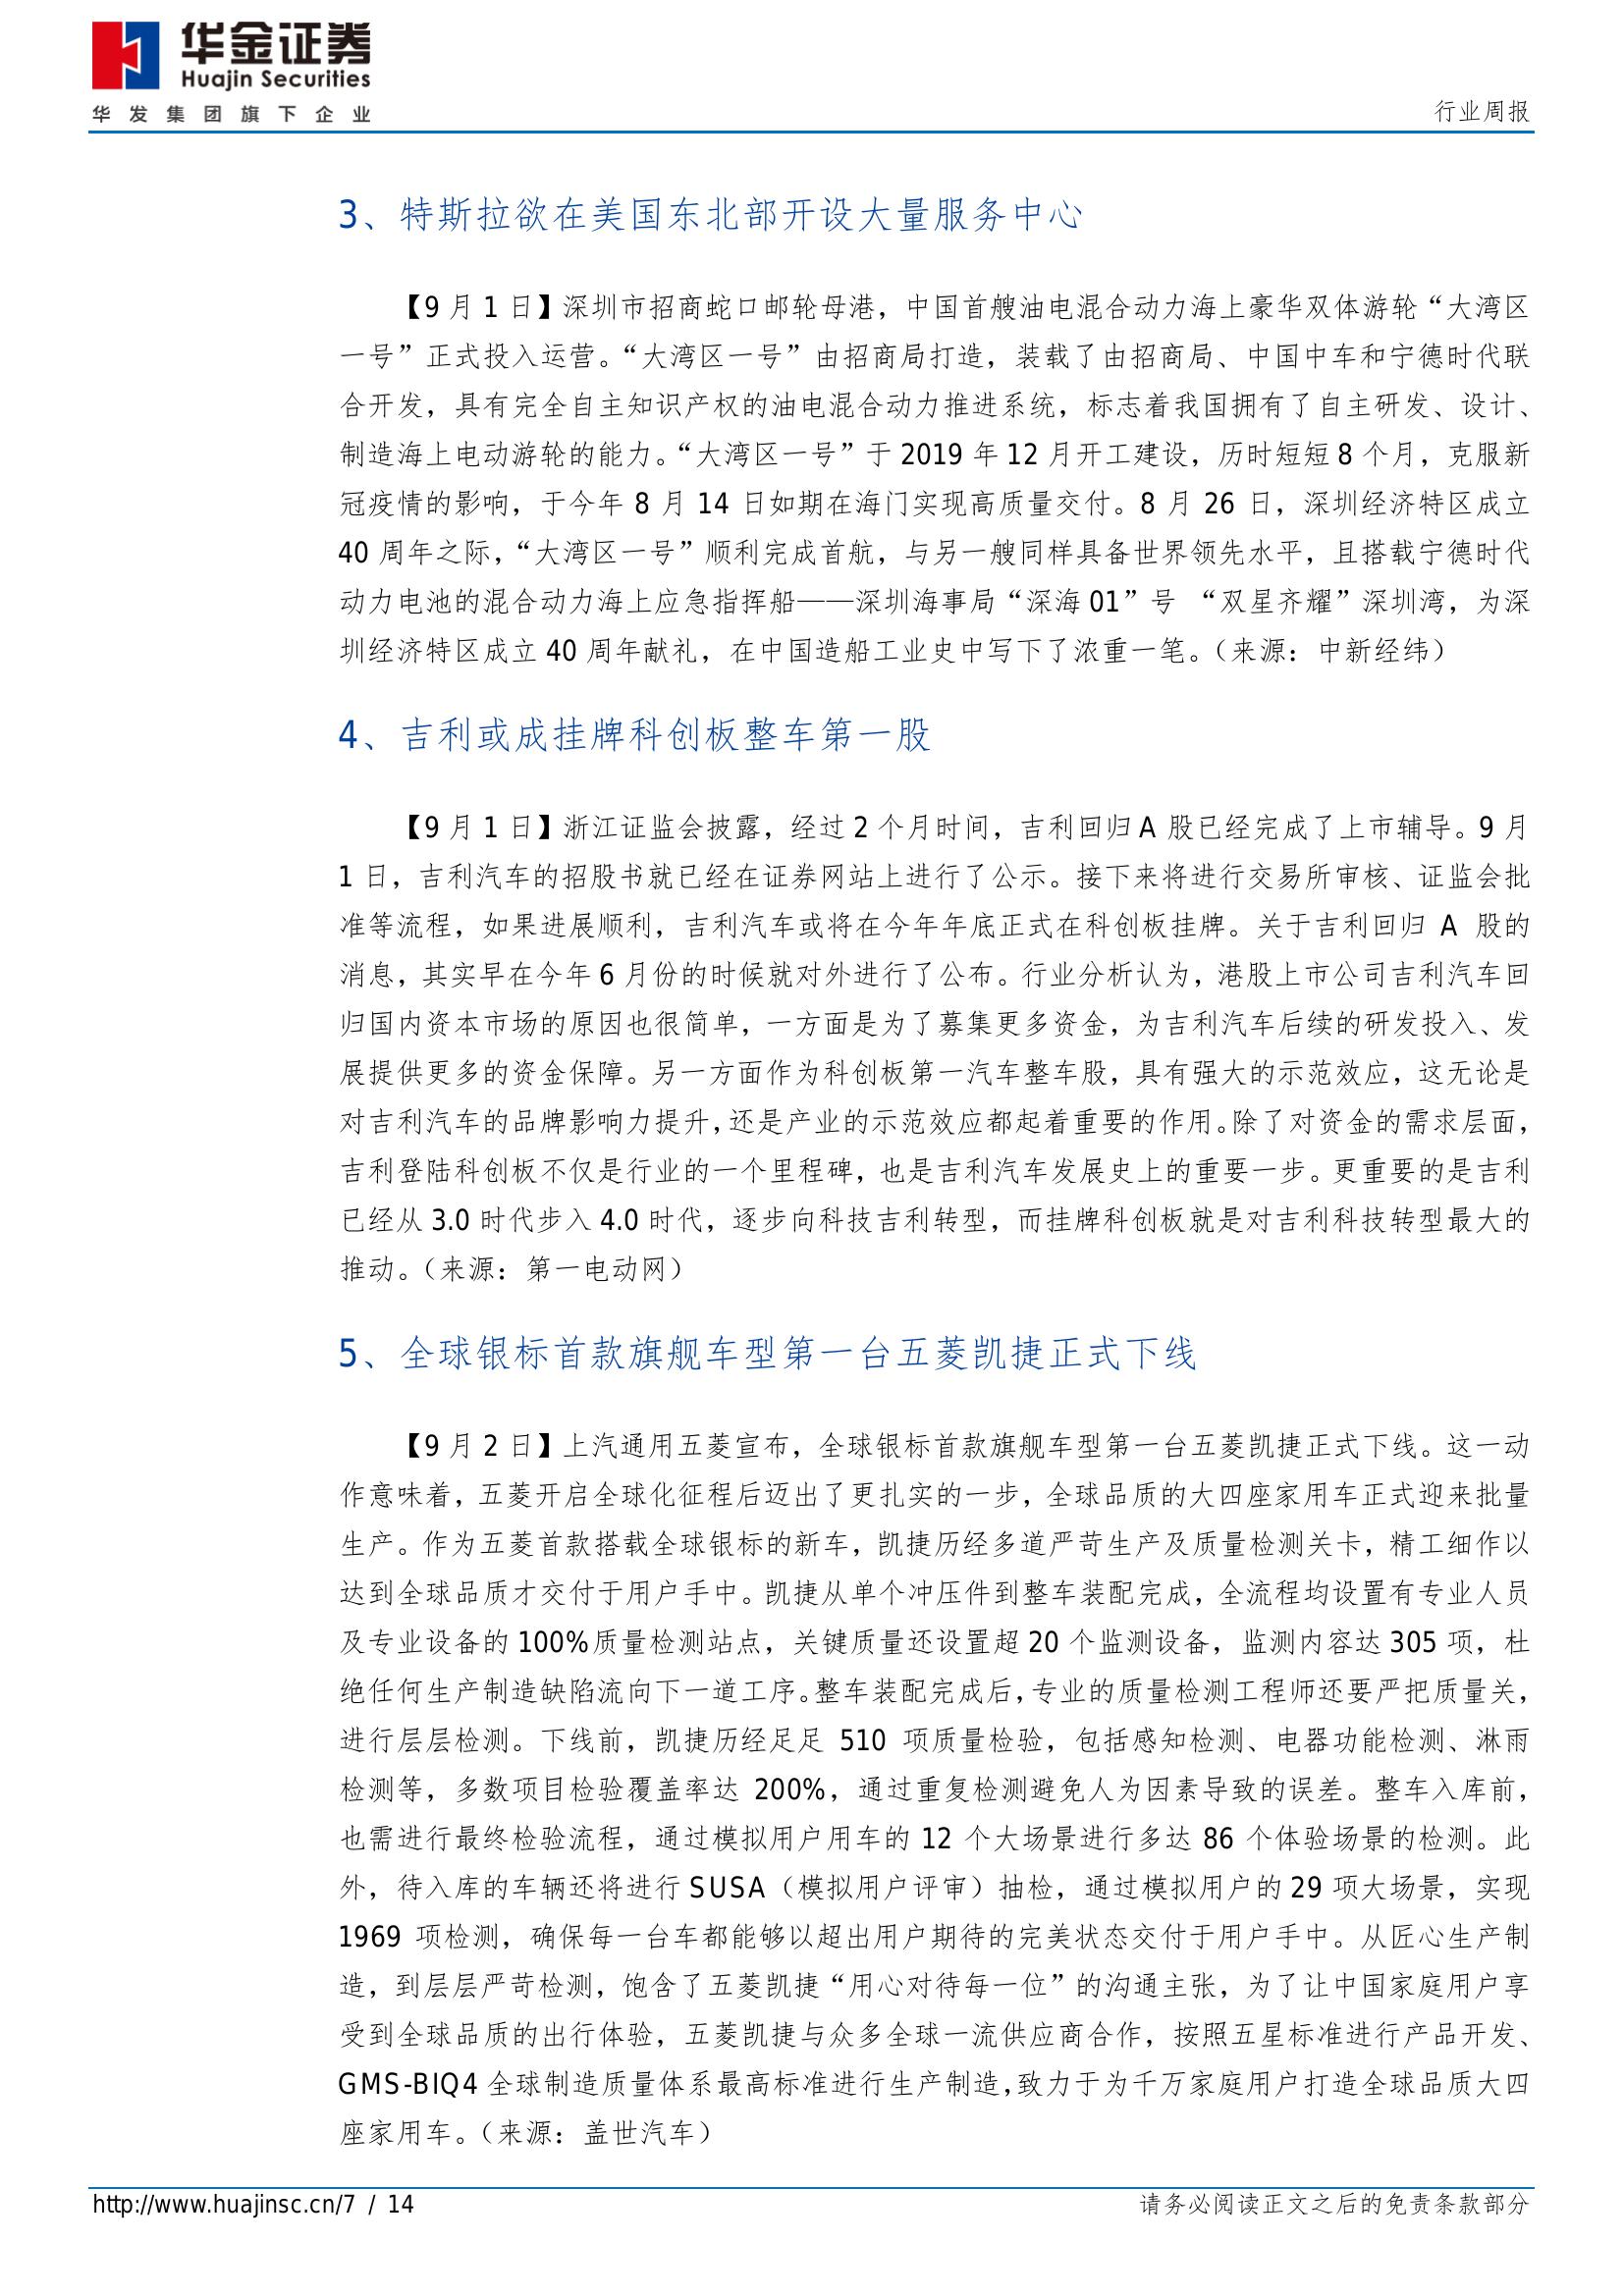 华金证券
Huajin Securities
华发集团旗下企业
行业周报
3、特斯拉欲在美国东北部开设大量服务中心
【9 月 1 日】深圳市招商蛇口邮轮母港，中国首艘油电混合动力海上豪华双体游轮“大湾区
一号”正式投入运营。“大湾区一号”由招商局打造，装载了由招商局、中国中车和宁德时代联
合开发，具有完全自主知识产权的油电混合动力推进系统，标志着我国拥有了自主研发、设计、
制造海上电动游轮的能力。“大湾区一号”于 2019 年 12 月开工建设，历时短短 8 个月，克服新
冠疫情的影响，于今年 8 月 14 日如期在海门实现高质量交付。8 月 26 日，深圳经济特区成立
40 周年之际，“大湾区一号”顺利完成首航，与另一艘同样具备世界领先水平，且搭载宁德时代
动力电池的混合动力海上应急指挥船——深圳海事局“深海 01”号 “双星齐耀”深圳湾，为深
圳经济特区成立 40 周年献礼，在中国造船工业史中写下了浓重一笔。（来源：中新经纬）
4、吉利或成挂牌科创板整车第一股
【9 月 1 日】浙江证监会披露，经过 2 个月时间，吉利回归 A 股已经完成了上市辅导。9 月
1 日，吉利汽车的招股书就已经在证券网站上进行了公示。接下来将进行交易所审核、证监会批
准等流程，如果进展顺利，吉利汽车或将在今年年底正式在科创板挂牌。关于吉利回归 A 股的
消息，其实早在今年 6 月份的时候就对外进行了公布。行业分析认为，港股上市公司吉利汽车回
归国内资本市场的原因也很简单，一方面是为了募集更多资金，为吉利汽车后续的研发投入、发
展提供更多的资金保障。另一方面作为科创板第一汽车整车股，具有强大的示范效应，这无论是
对吉利汽车的品牌影响力提升，还是产业的示范效应都起着重要的作用。除了对资金的需求层面，
吉利登陆科创板不仅是行业的一个里程碑，也是吉利汽车发展史上的重要一步。更重要的是吉利
已经从 3.0 时代步入 4.0 时代，逐步向科技吉利转型，而挂牌科创板就是对吉利科技转型最大的
推动。（来源：第一电动网）
5、全球银标首款旗舰车型第一台五菱凯捷正式下线
【9 月 2 日】上汽通用五菱宣布，全球银标首款旗舰车型第一台五菱凯捷正式下线。这一动
作意味着，五菱开启全球化征程后迈出了更扎实的一步，全球品质的大四座家用车正式迎来批量
生产。作为五菱首款搭载全球银标的新车，凯捷历经多道严苛生产及质量检测关卡，精工细作以
达到全球品质才交付于用户手中。凯捷从单个冲压件到整车装配完成，全流程均设置有专业人员
及专业设备的 100%质量检测站点，关键质量还设置超 20 个监测设备，监测内容达 305 项，杜
绝任何生产制造缺陷流向下一道工序。整车装配完成后，专业的质量检测工程师还要严把质量关，
进行层层检测。下线前，凯捷历经足足 510 项质量检验，包括感知检测、电器功能检测、淋雨
检测等，多数项目检验覆盖率达 200%，通过重复检测避免人为因素导致的误差。整车入库前，
也需进行最终检验流程，通过模拟用户用车的 12 个大场景进行多达 86 个体验场景的检测。此
外，待入库的车辆还将进行 SUSA（模拟用户评审）抽检，通过模拟用户的 29 项大场景，实现
1969 项检测，确保每一台车都能够以超出用户期待的完美状态交付于用户手中。从匠心生产制
造，到层层严苛检测，饱含了五菱凯捷“用心对待每一位”的沟通主张，为了让中国家庭用户享
受到全球品质的出行体验，五菱凯捷与众多全球一流供应商合作，按照五星标准进行产品开发、
GMS-BIQ4 全球制造质量体系最高标准进行生产制造，致力于为千万家庭用户打造全球品质大四
座家用车。（来源：盖世汽车）
http://www.huajinsc.cn/7 / 14
请务必阅读正文之后的免责条款部分